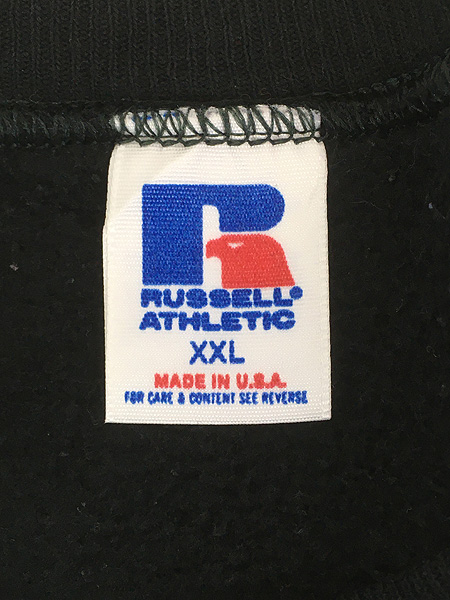 RUSSELL®
ATHLETIC
XXL
MADE IN U.S.A.
FOR CARE & CONTENT SEE REVERSE